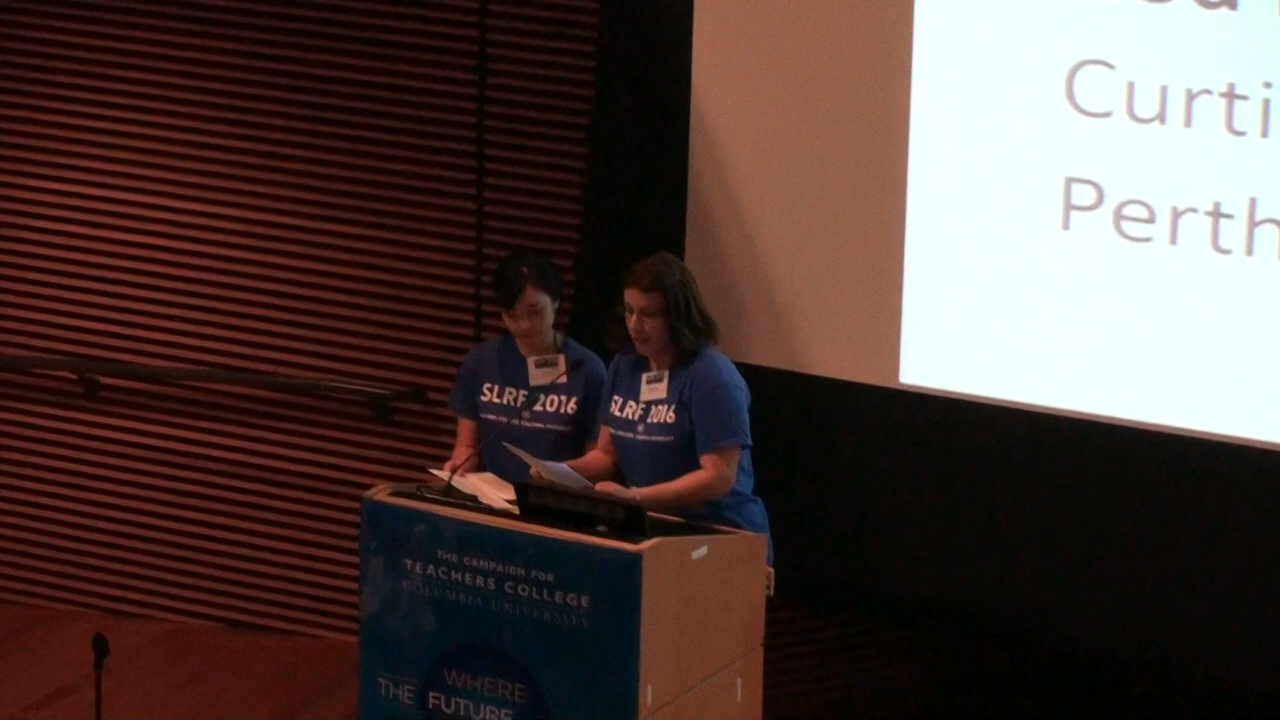 Curti
Perth
SLRF 2016
SLRF 2016
THE CAMPAIGN FOR
TEACHERS COLLEGE
COLUMBIA UNIVERSITY
WHERE
THE FUTURE